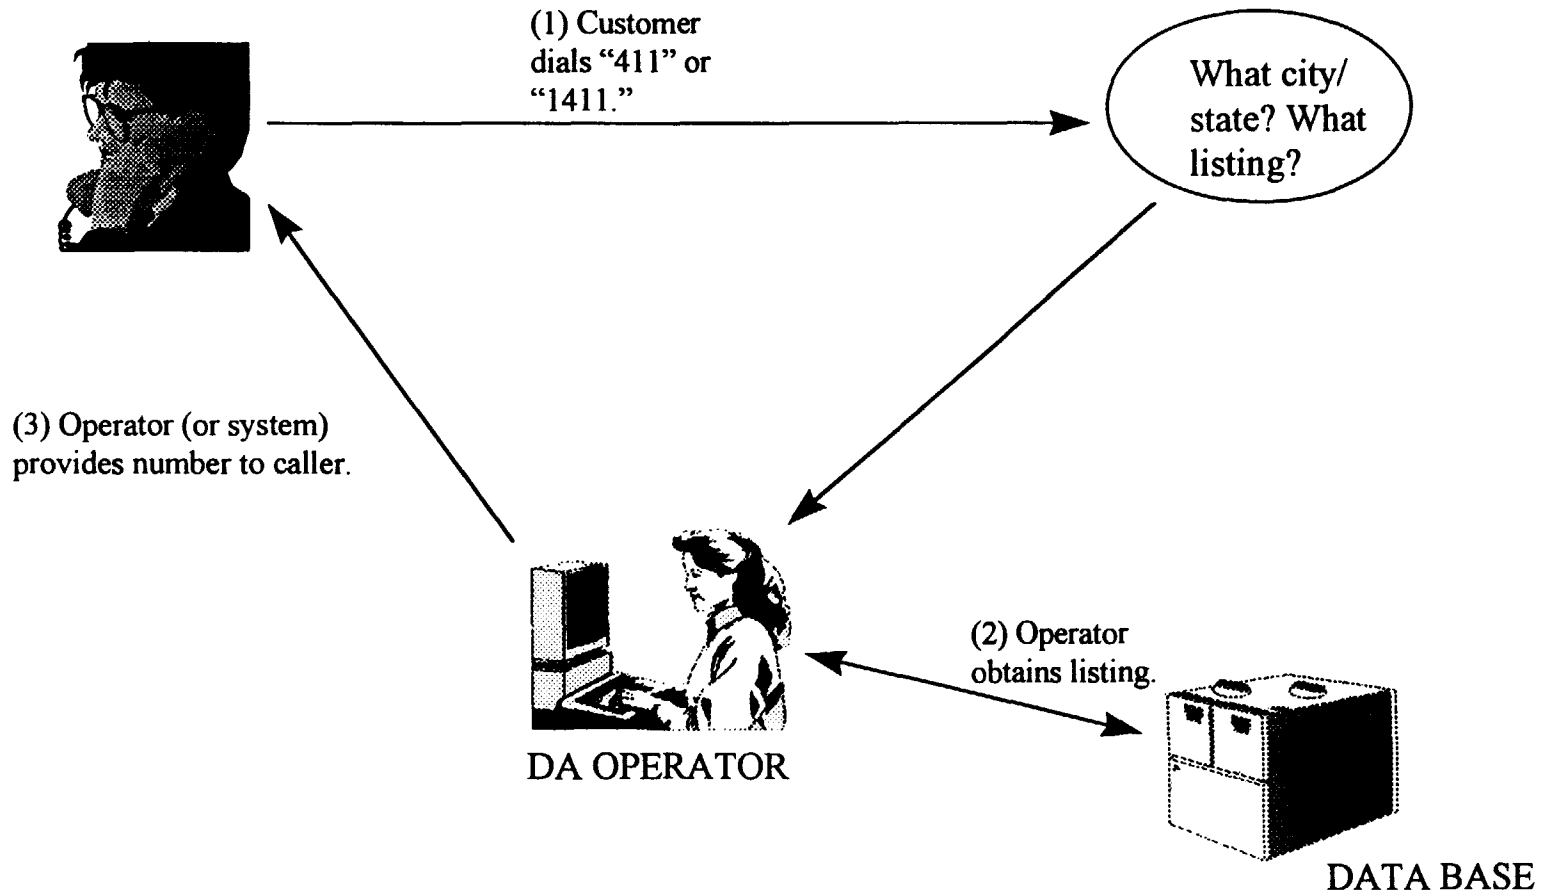 (1) Customer
dials “411” or
“1411.”
What city/
state? What
listing?
(3) Operator (or system)
provides number to caller.
(2) Operator
obtains listing.
DA OPERATOR
DATA BASE